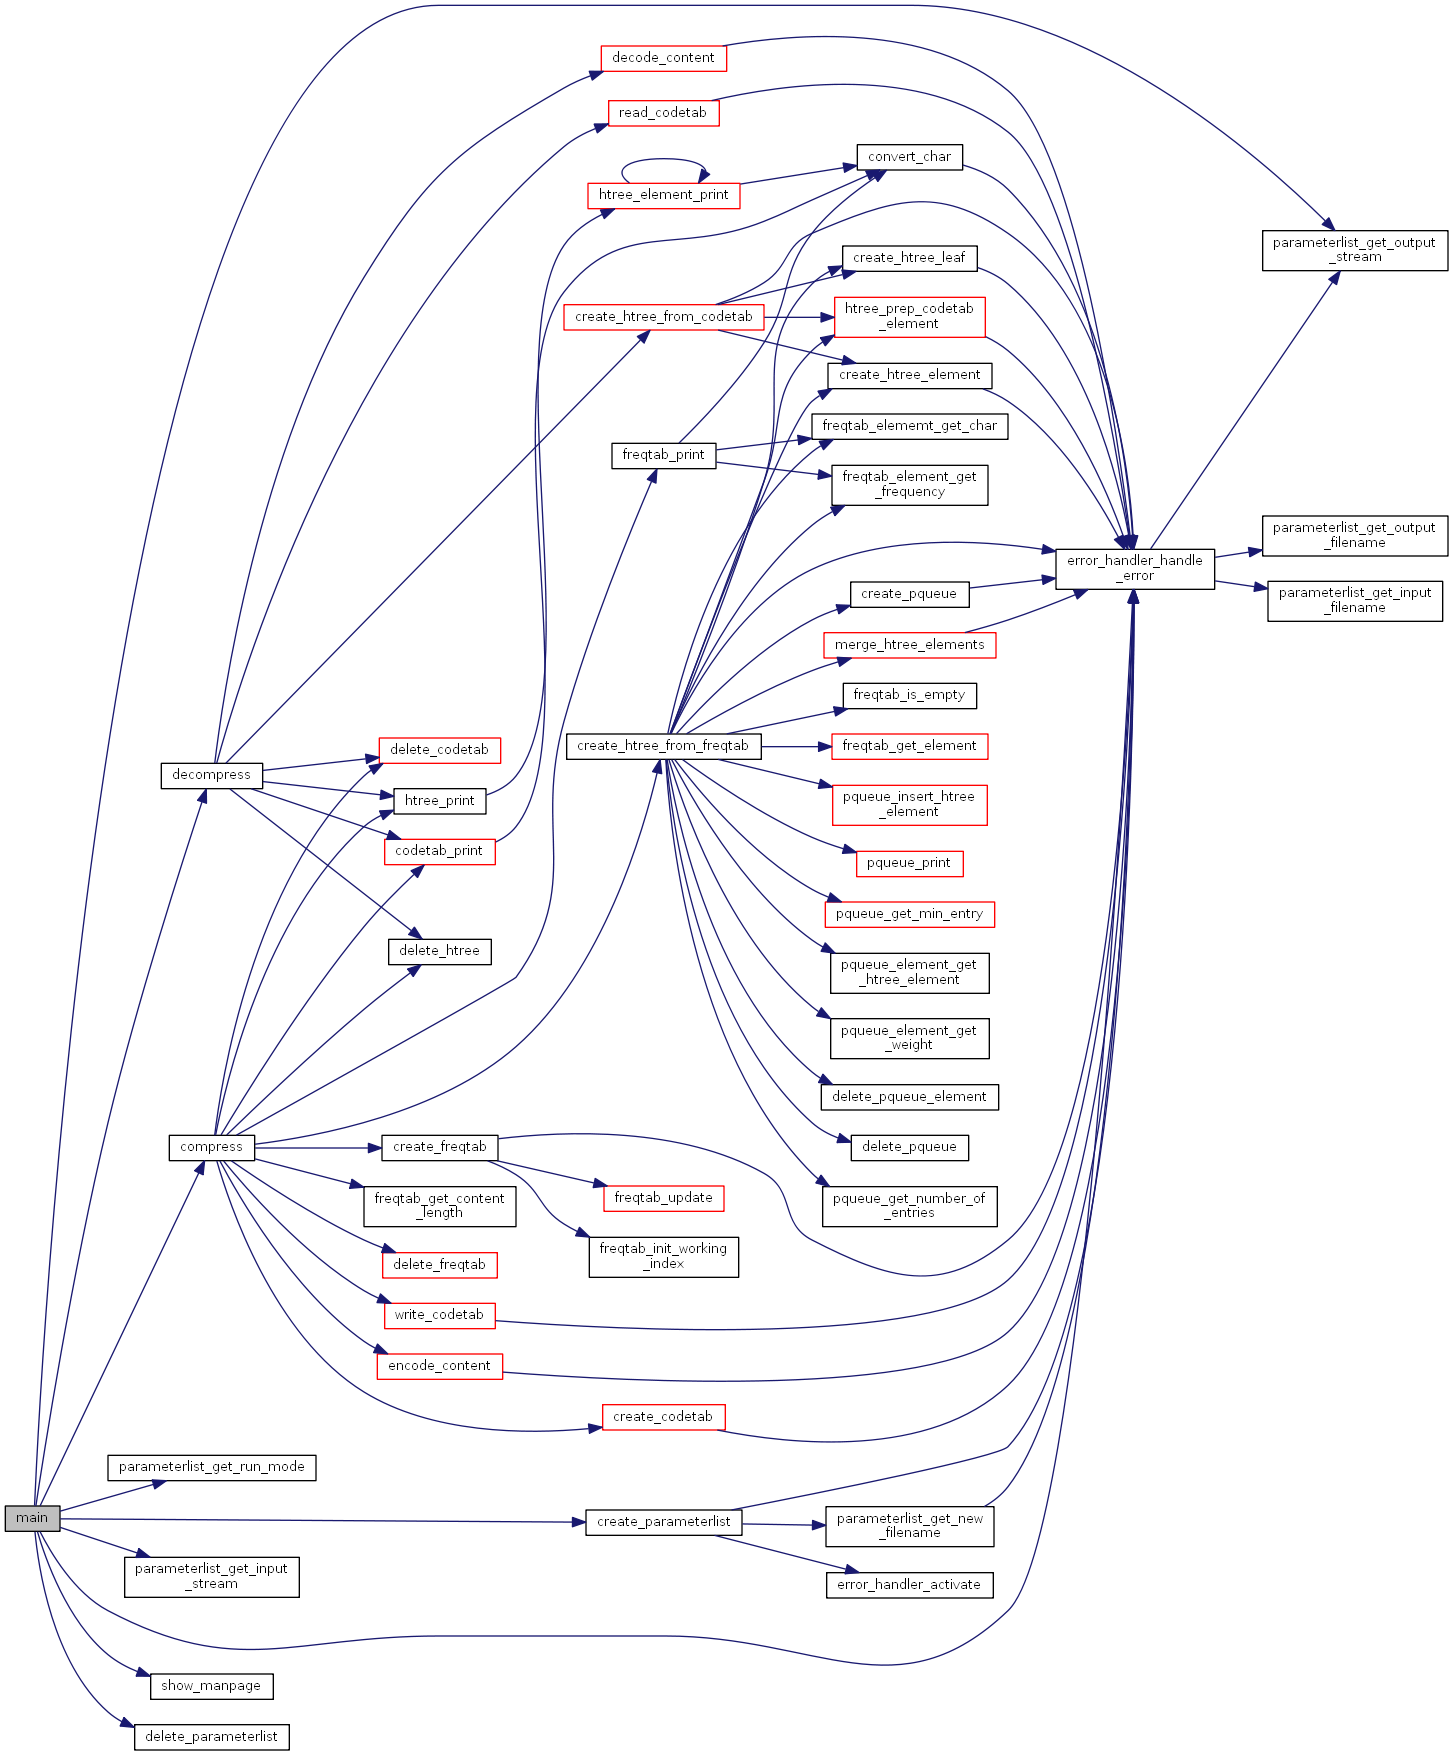 decode_content
read_codetab
convert_char
htree_element_print
parameterlist_get_output
_stream
create_htree_leaf
htree_prep_codetab
_element
create_htree_from_codetab
create_htree_element
freqtab_elememt_get_char
freqtab_print
freqtab_element_get
_frequency
parameterlist_get_output
_filename
error_handler_handle
_error
create_pqueue
parameterlist_get_input
_filename
merge_htree_elements
freqtab_is_empty
create_htree_from_freqtab
freqtab_get_element
delete_codetab
decompress
htree_print
pqueue_insert_htree
_element
codetab_print
pqueue_print
pqueue_get_min_entry
delete_htree
pqueue_element_get
_htree_element
pqueue_element_get
_weight
delete_pqueue_element
compress
create_freqtab
delete_pqueue
freqtab_get_content
_length
freqtab_update
pqueue_get_number_of
_entries
freqtab_init_working
_index
delete_freqtab
write_codetab
encode_content
create_codetab
parameterlist_get_run_mode
main
create_parameterlist
parameterlist_get_new
_filename
parameterlist_get_input
_stream
error_handler_activate
show_manpage
delete_parameterlist